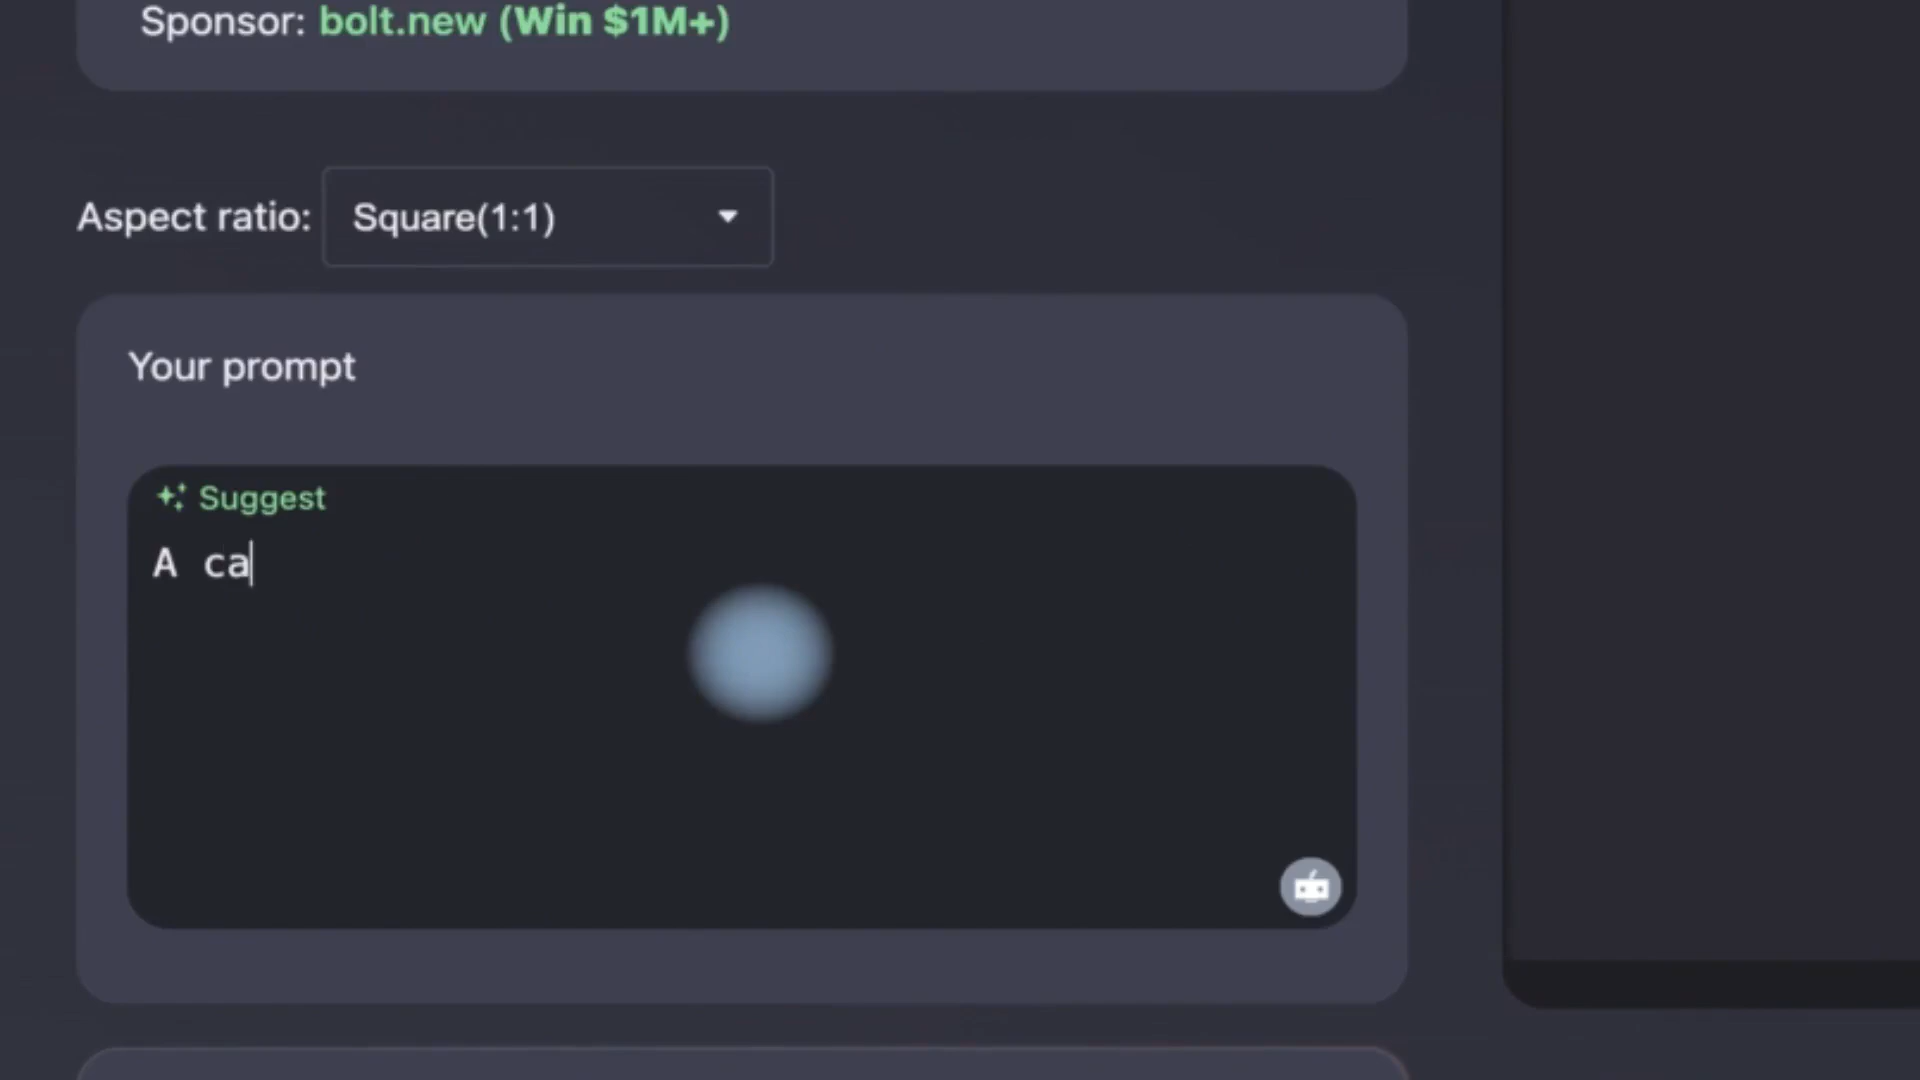 Sponsor: bolt.new (Win $1M+)
Aspect ratio: Square(1:1)
Your prompt
Suggest
A ca